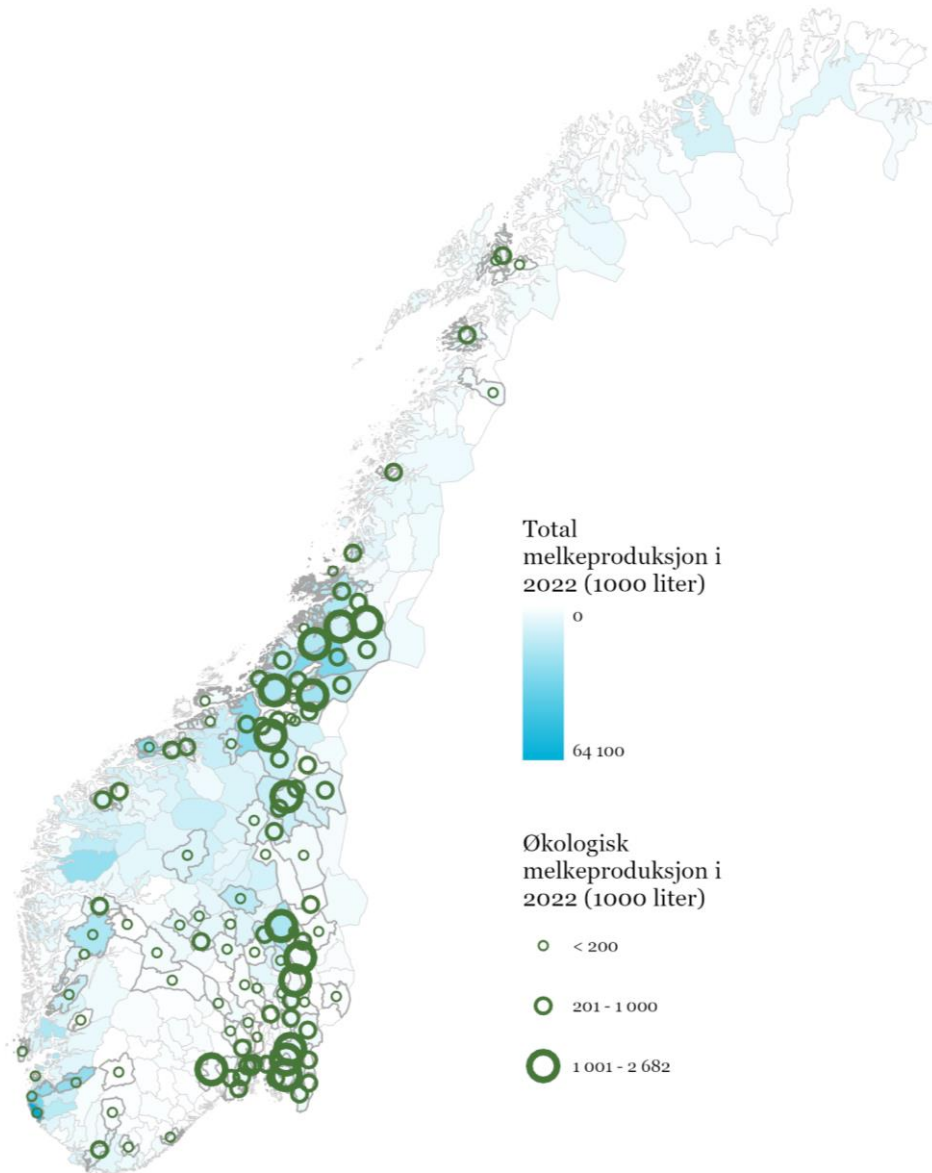 Total
melkeproduksjon i
2022 (1000 liter)
0
64 100
Økologisk
melkeproduksjon i
2022 (1000 liter)
< 200
201 - 1 000
1 001 - 2 682